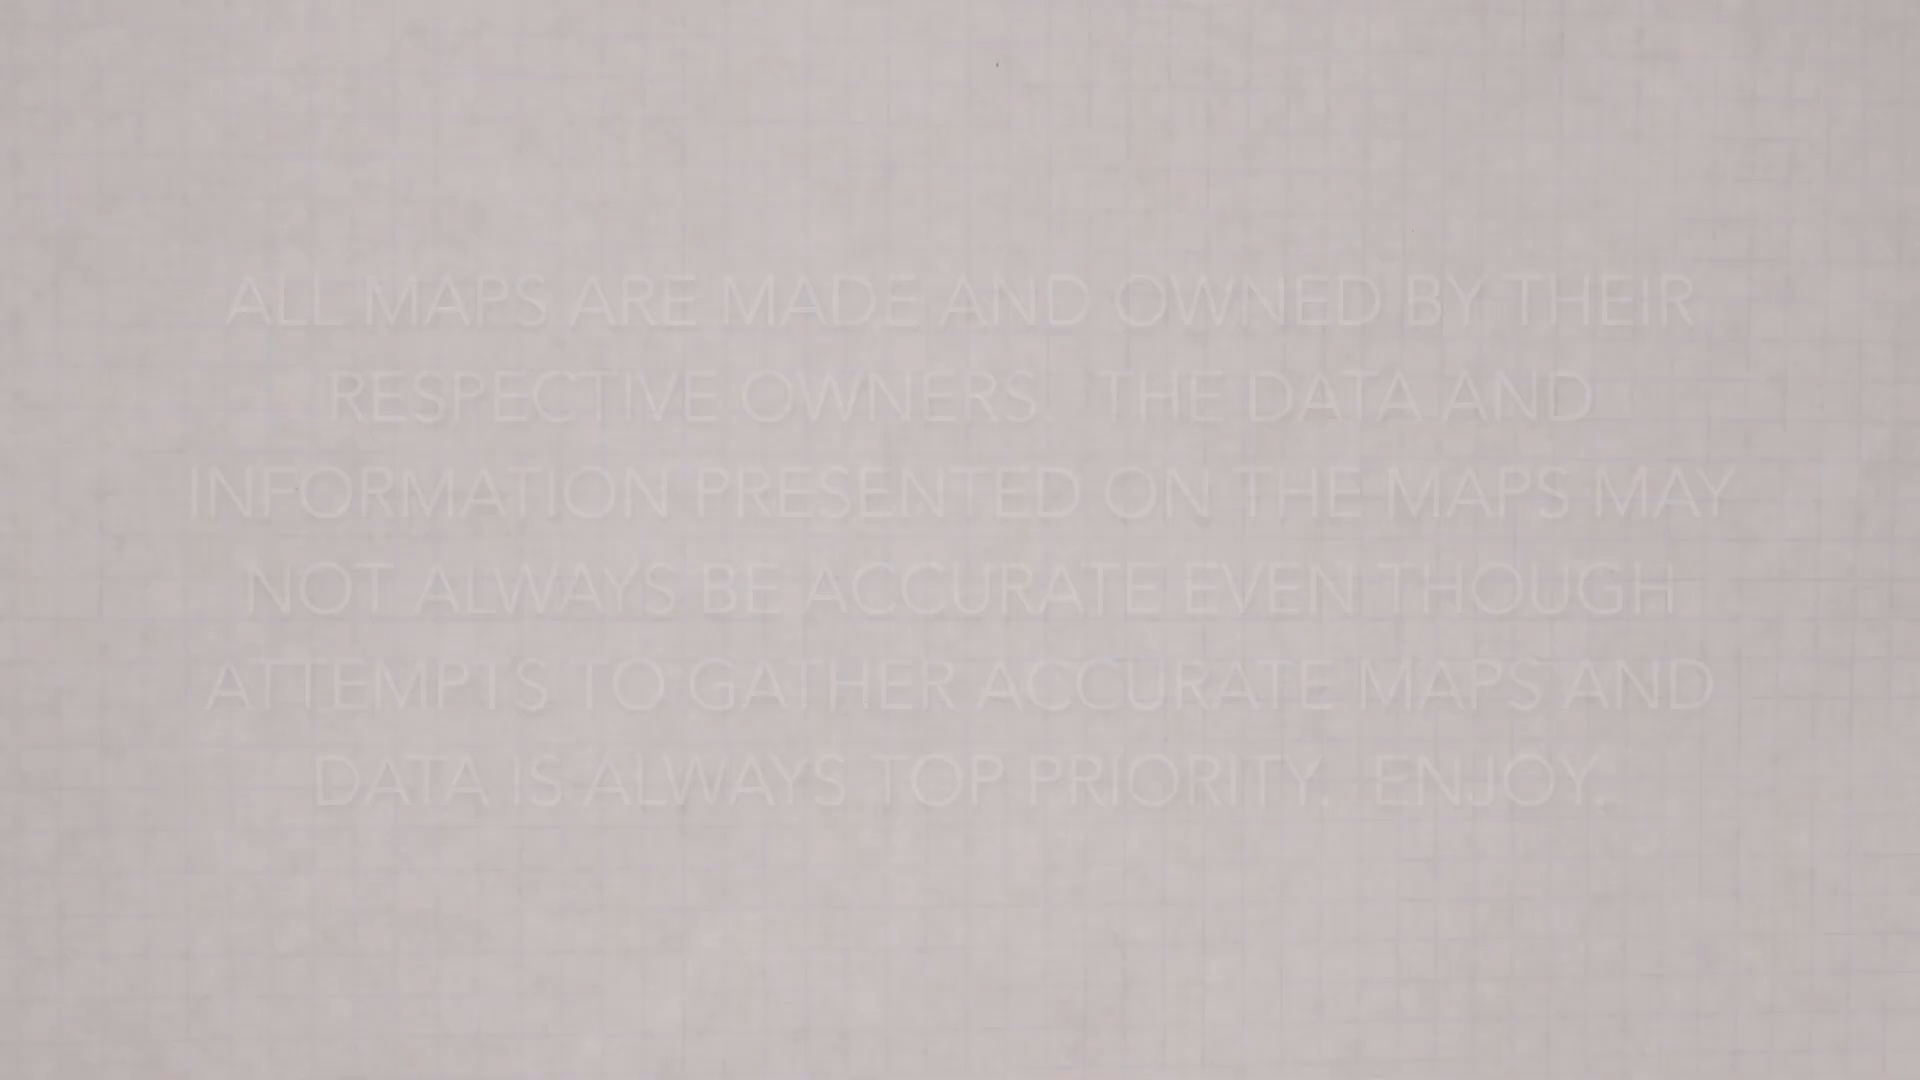 ALL MAPS ARE MADE AND OWNED BY THEIR
RESPECTIVE OWNERS.  THE DATA AND
INFORMATION PRESENTED ON THE MAPS MAY
NOT ALWAYS BE ACCURATE EVEN THOUGH
ATTEMPTS TO GATHER ACCURATE MAPS AND
DATA IS ALWAYS TOP PRIORITY.  ENJOY.